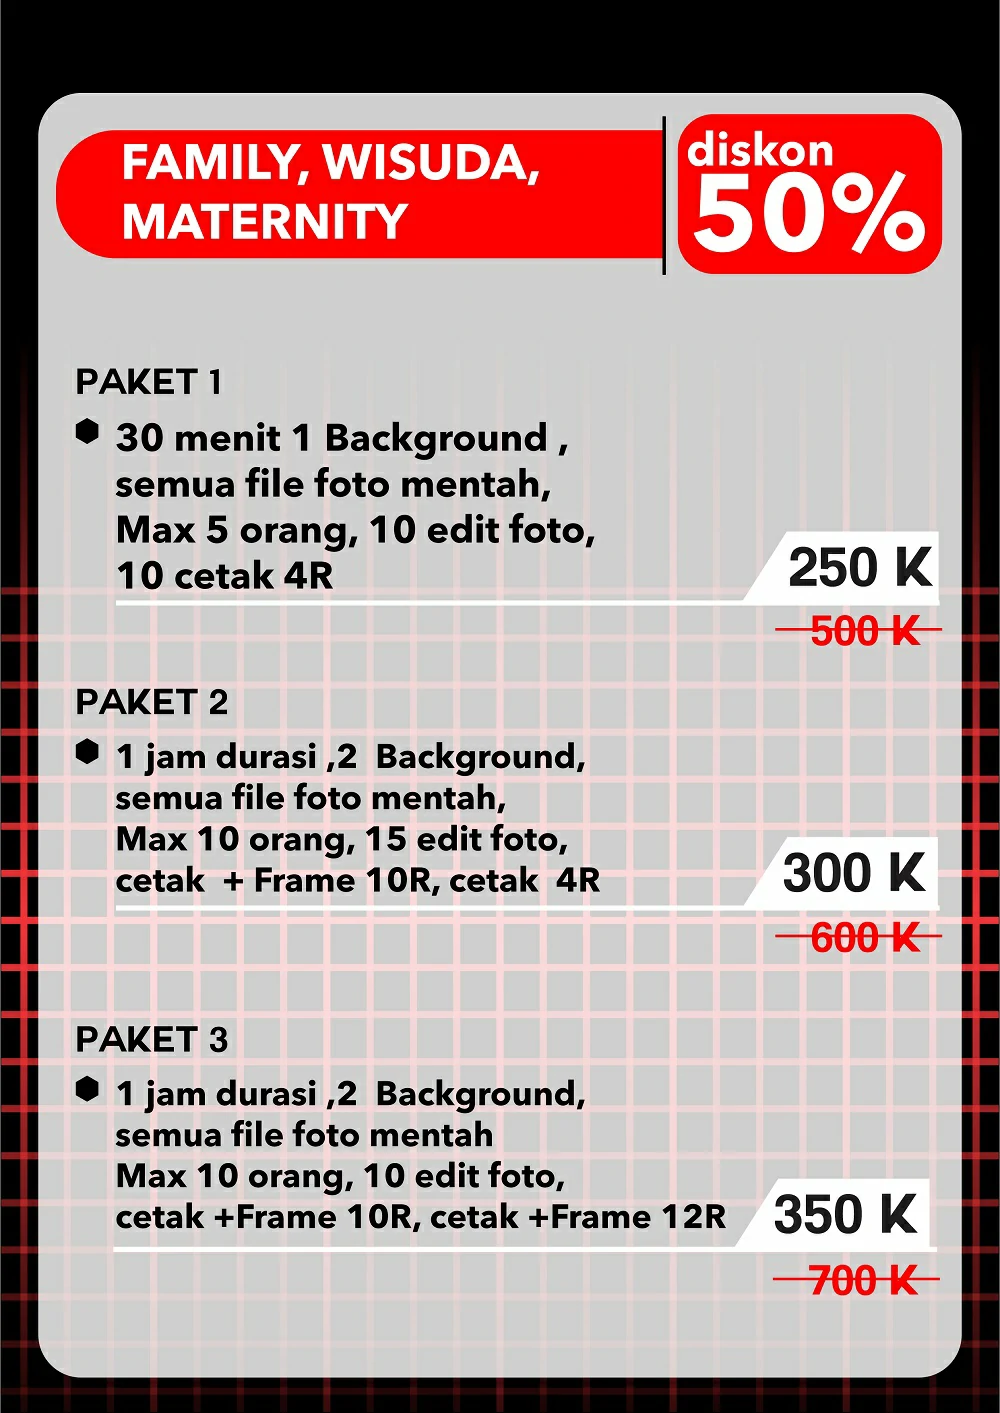 FAMILY, WISUDA,
MATERNITY
diskon
50%
PAKET 1
30 menit 1 Background ,
semua file foto mentah,
Max 5 orang, 10 edit foto,
10 cetak 4R
250 K
500 K
PAKET 2
1 jam durasi ,2  Background,
semua file foto mentah,
Max 10 orang, 15 edit foto,
cetak  + Frame 10R, cetak  4R
300 K
600 K
PAKET 3
1 jam durasi ,2  Background,
semua file foto mentah
Max 10 orang, 10 edit foto,
cetak +Frame 10R, cetak +Frame 12R
350 K
700 K